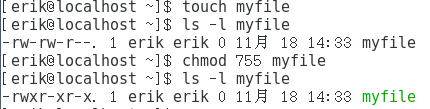 [erik@localhost ~]$ touch myfile
[erik@localhost ~]$ ls -l myfile
-rw-rw-r--. 1 erik erik 0 11月 18 14:33 myfile
[erik@localhost ~]$ chmod 755 myfile
[erik@localhost ~]$ ls -l myfile
-rwxr-xr-x. 1 erik erik 0 11月 18 14:33 myfile